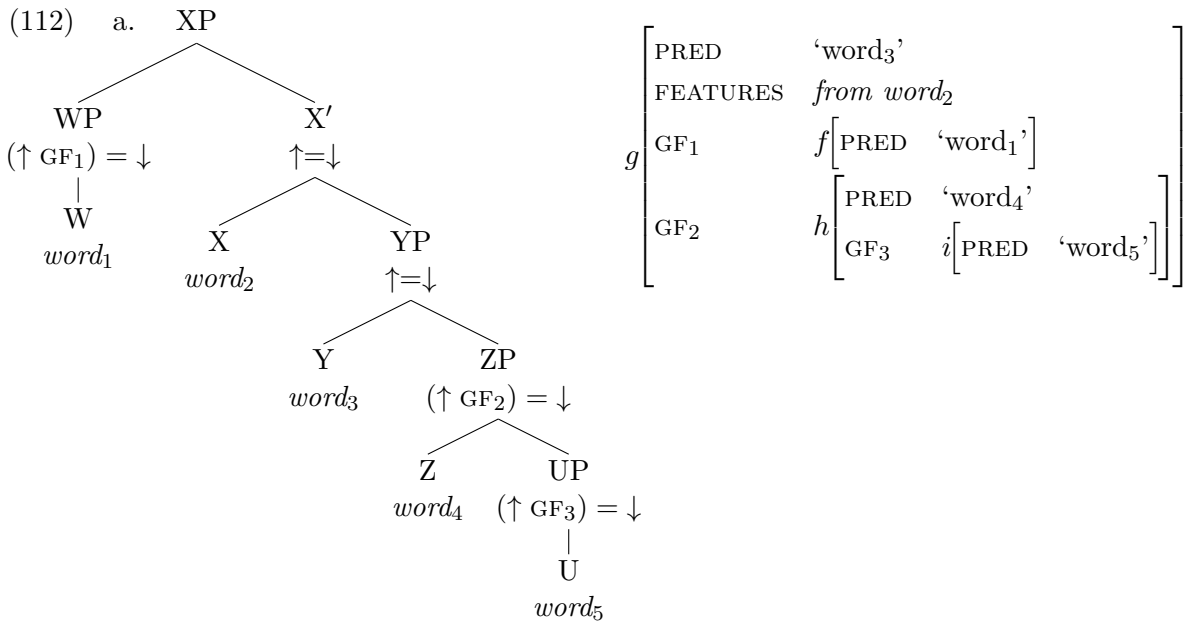 (112) a. XP
WP X′
(↑ GF₁) = ↓ ↑=↓
W X YP
word₁ word₂ ↑=↓
Y ZP
word₃ (↑ GF₂) = ↓
Z UP
word₄ (↑ GF₃) = ↓
U
word₅
g
PRED ‘word₃’
FEATURES from word₂
GF₁ f[PRED ‘word₁’]
GF₂ h
PRED ‘word₄’
GF₃ i[PRED ‘word₅’]